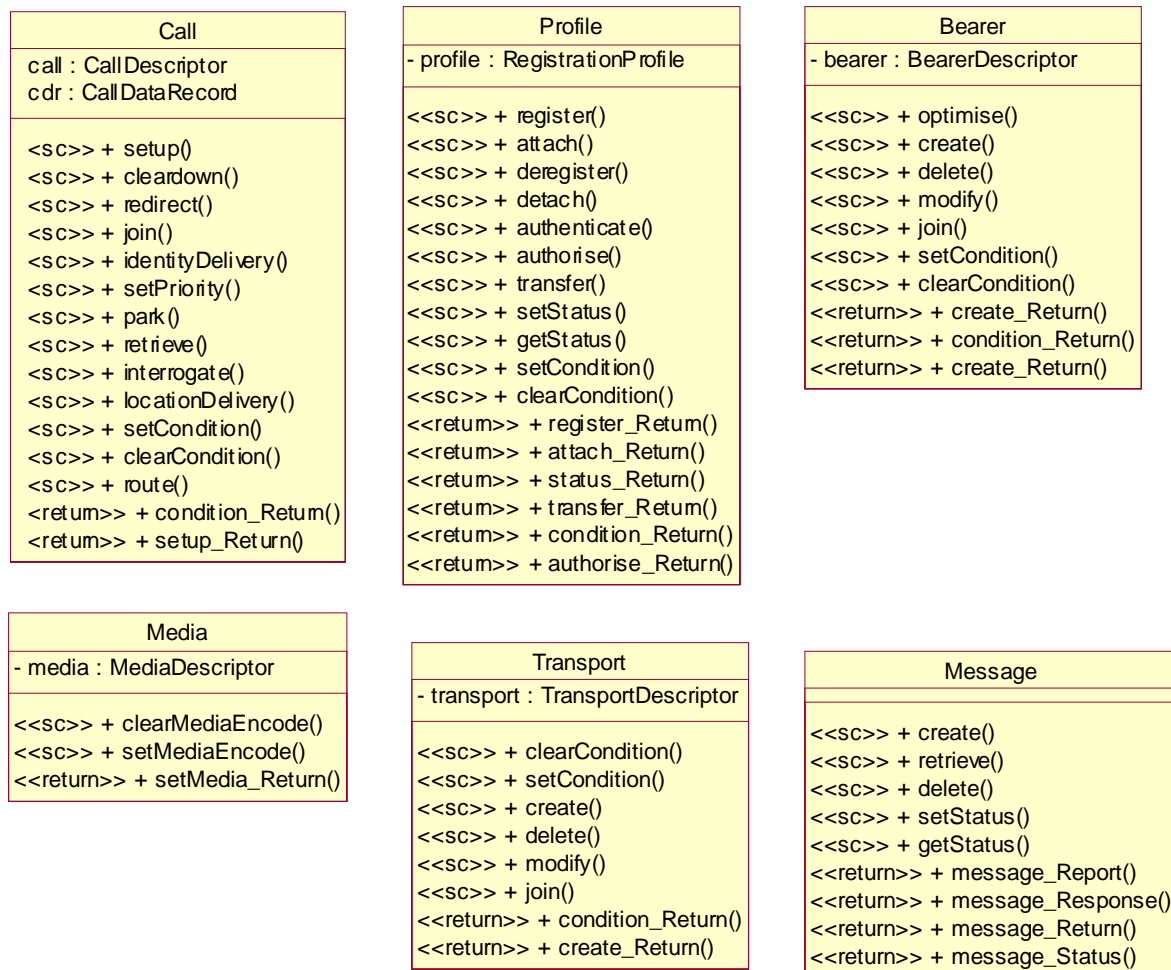 Call
call : CallDescriptor
cdr : CallDataRecord
<sc>> + setup()
<sc>> + cleardown()
<sc>> + redirect()
<sc>> + join()
<sc>> + identityDelivery()
<sc>> + setPriority()
<sc>> + park()
<sc>> + retrieve()
<sc>> + interrogate()
<sc>> + locationDelivery()
<sc>> + setCondition()
<sc>> + clearCondition()
<sc>> + route()
<return>> + condition_Return()
<return>> + setup_Return()
Profile
- profile : RegistrationProfile
<<sc>> + register()
<<sc>> + attach()
<<sc>> + deregister()
<<sc>> + detach()
<<sc>> + authenticate()
<<sc>> + authorise()
<<sc>> + transfer()
<<sc>> + setStatus()
<<sc>> + getStatus()
<<sc>> + setCondition()
<<sc>> + clearCondition()
<<return>> + register_Return()
<<return>> + attach_Return()
<<return>> + status_Return()
<<return>> + transfer_Return()
<<return>> + condition_Return()
<<return>> + authorise_Return()
Bearer
- bearer : BearerDescriptor
<<sc>> + optimise()
<<sc>> + create()
<<sc>> + delete()
<<sc>> + modify()
<<sc>> + join()
<<sc>> + setCondition()
<<sc>> + clearCondition()
<<return>> + create_Return()
<<return>> + condition_Return()
<<return>> + create_Return()
Media
- media : MediaDescriptor
<<sc>> + clearMediaEncode()
<<sc>> + setMediaEncode()
<<return>> + setMedia_Return()
Transport
- transport : TransportDescriptor
<<sc>> + clearCondition()
<<sc>> + setCondition()
<<sc>> + create()
<<sc>> + delete()
<<sc>> + modify()
<<sc>> + join()
<<return>> + condition_Return()
<<return>> + create_Return()
Message
<<sc>> + create()
<<sc>> + retrieve()
<<sc>> + delete()
<<sc>> + setStatus()
<<sc>> + getStatus()
<<return>> + message_Report()
<<return>> + message_Response()
<<return>> + message_Return()
<<return>> + message_Status()